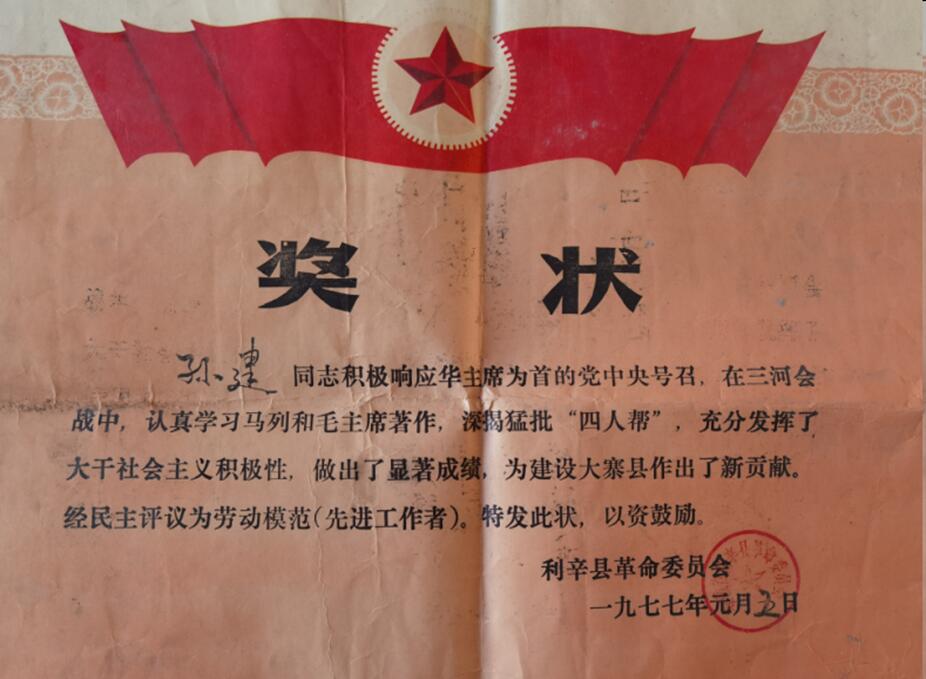 奖 状
孙建 同志积极响应华主席为首的党中央号召，在三河会
战中，认真学习马列和毛主席著作，深揭猛批“四人帮”，充分发挥了
大干社会主义积极性，做出了显著成绩，为建设大寨县作出了新贡献。
经民主评议为劳动模范（先进工作者）。特发此状，以资鼓励。
利辛县革命委员会
一九七七年元月五日